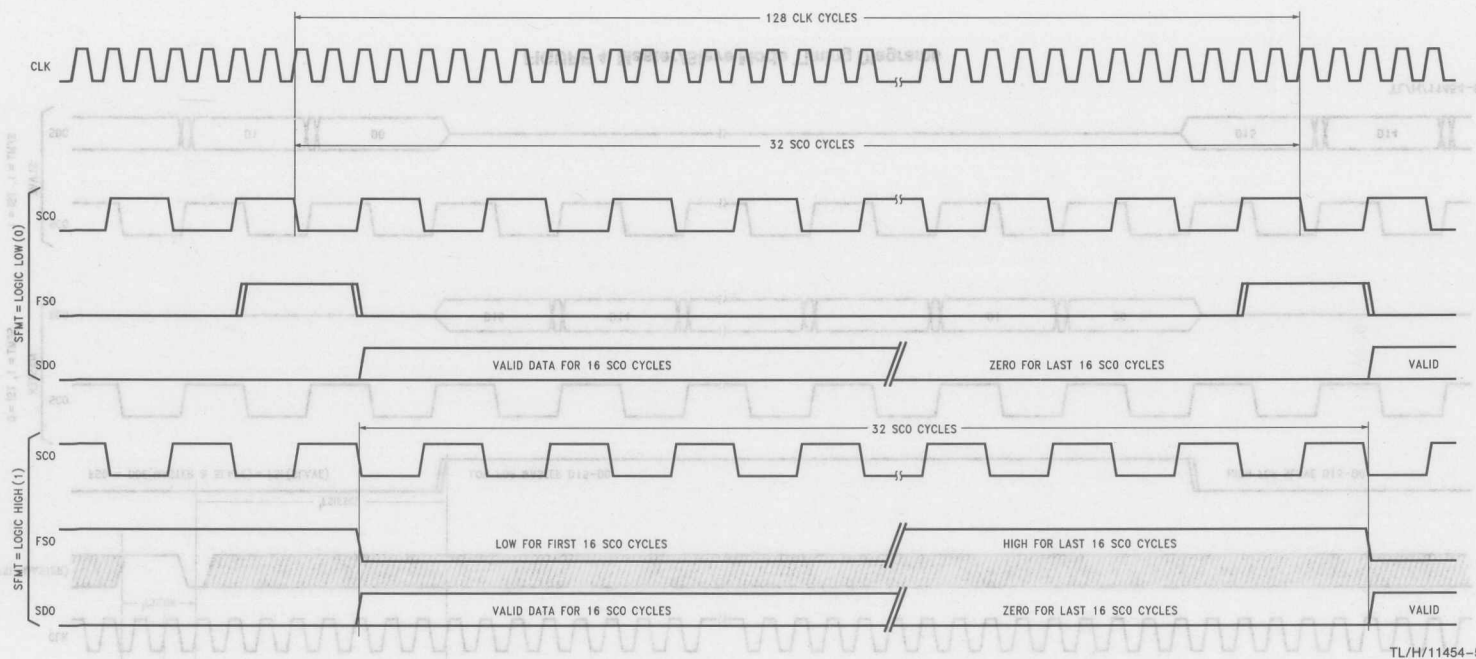 128 CLK CYCLES
CLK
32 SCO CYCLES
SFMT = LOGIC LOW (0)
SCO
FSO
SDO
VALID DATA FOR 16 SCO CYCLES
ZERO FOR LAST 16 SCO CYCLES
VALID
SFMT = LOGIC HIGH (1)
32 SCO CYCLES
SCO
FSO
LOW FOR FIRST 16 SCO CYCLES
HIGH FOR LAST 16 SCO CYCLES
SDO
VALID DATA FOR 16 SCO CYCLES
ZERO FOR LAST 16 SCO CYCLES
VALID